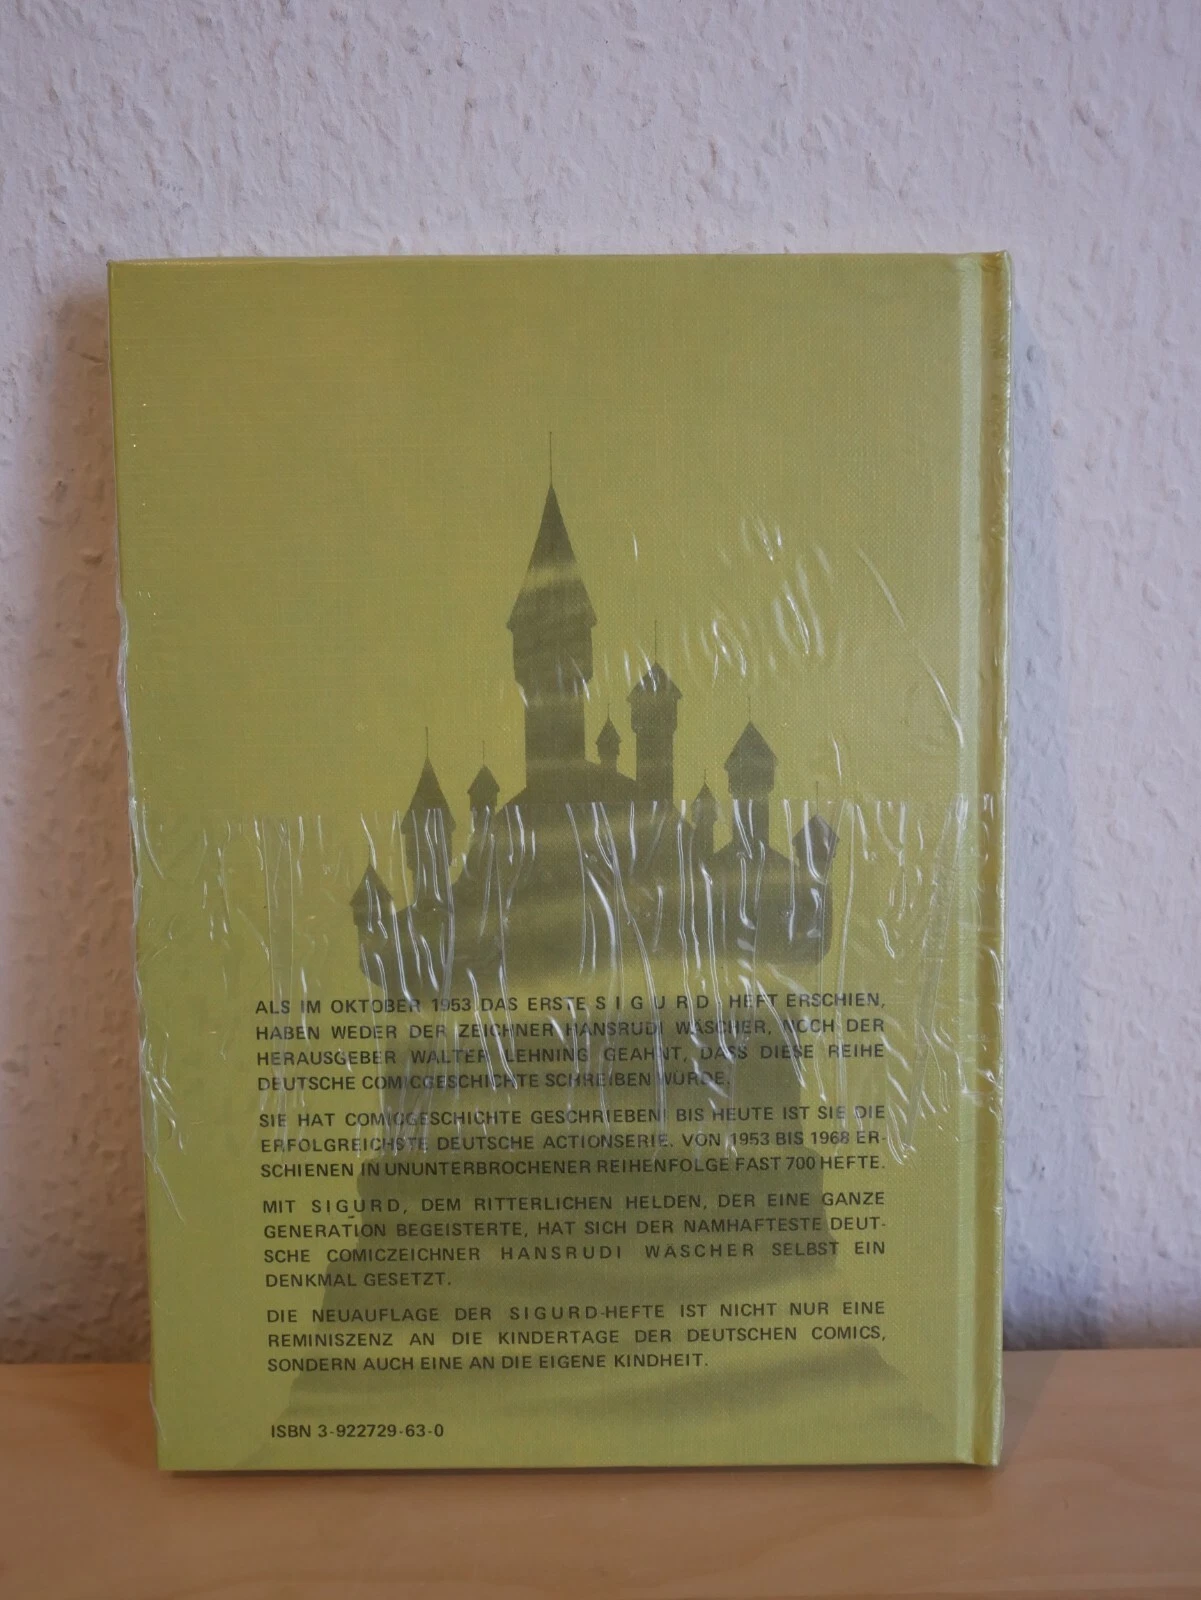 ALS IM OKTOBER 1953 DAS ERSTE S I G U R D HEFT ERSCHIEN,
HABEN WEDER DER ZEICHNER HANSRUDI WÄSCHER, NOCH DER
HERAUSGEBER WALTER LEHNING GEAHNT, DASS DIESE REIHE
DEUTSCHE COMICGESCHICHTE SCHREIBEN WÜRDE.
SIE HAT COMICGESCHICHTE GESCHRIEBEN! BIS HEUTE IST SIE DIE
ERFOLGREICHSTE DEUTSCHE ACTIONSERIE. VON 1953 BIS 1968 ER-
SCHIENEN IN UNUNTERBROCHENER REIHENFOLGE FAST 700 HEFTE.
MIT SIGURD, DEM RITTERLICHEN HELDEN, DER EINE GANZE
GENERATION BEGEISTERTE, HAT SICH DER NAMHAFTESTE DEUT-
SCHE COMICZEICHNER HANSRUDI WÄSCHER SELBST EIN
DENKMAL GESETZT.
DIE NEUAUFLAGE DER SIGURD-HEFTE IST NICHT NUR EINE
REMINISZENZ AN DIE KINDERTAGE DER DEUTSCHEN COMICS,
SONDERN AUCH EINE AN DIE EIGENE KINDHEIT.
ISBN 3-922729-63-0